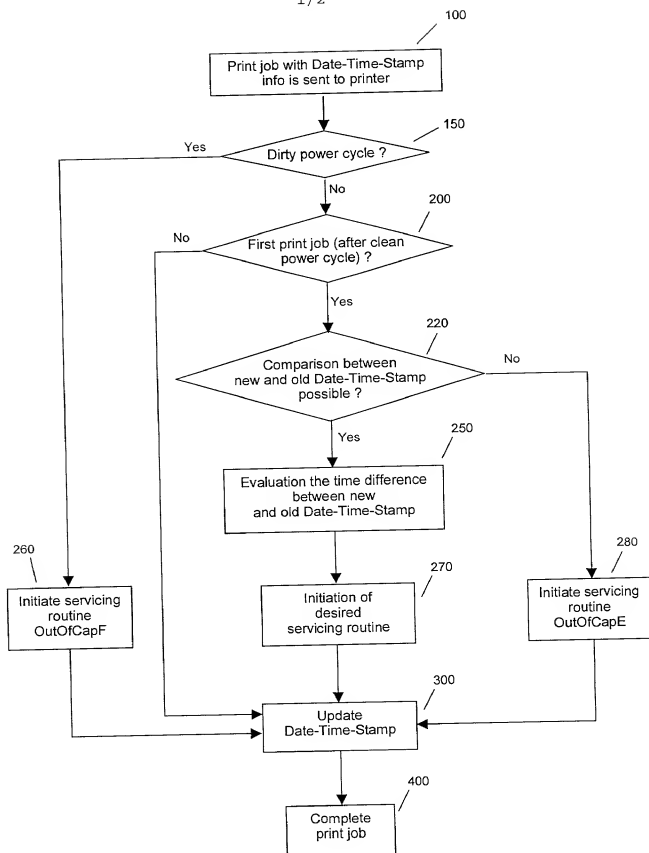 1/2
100
Print job with Date-Time-Stamp
info is sent to printer
150
Yes
Dirty power cycle ?
No
200
No
First print job (after clean
power cycle) ?
Yes
220
Comparison between
new and old Date-Time-Stamp
possible ?
No
Yes
250
Evaluation the time difference
between new
and old Date-Time-Stamp
260
Initiate servicing
routine
OutOfCapF
270
Initiation of
desired
servicing routine
280
Initiate servicing
routine
OutOfCapE
300
Update
Date-Time-Stamp
400
Complete
print job